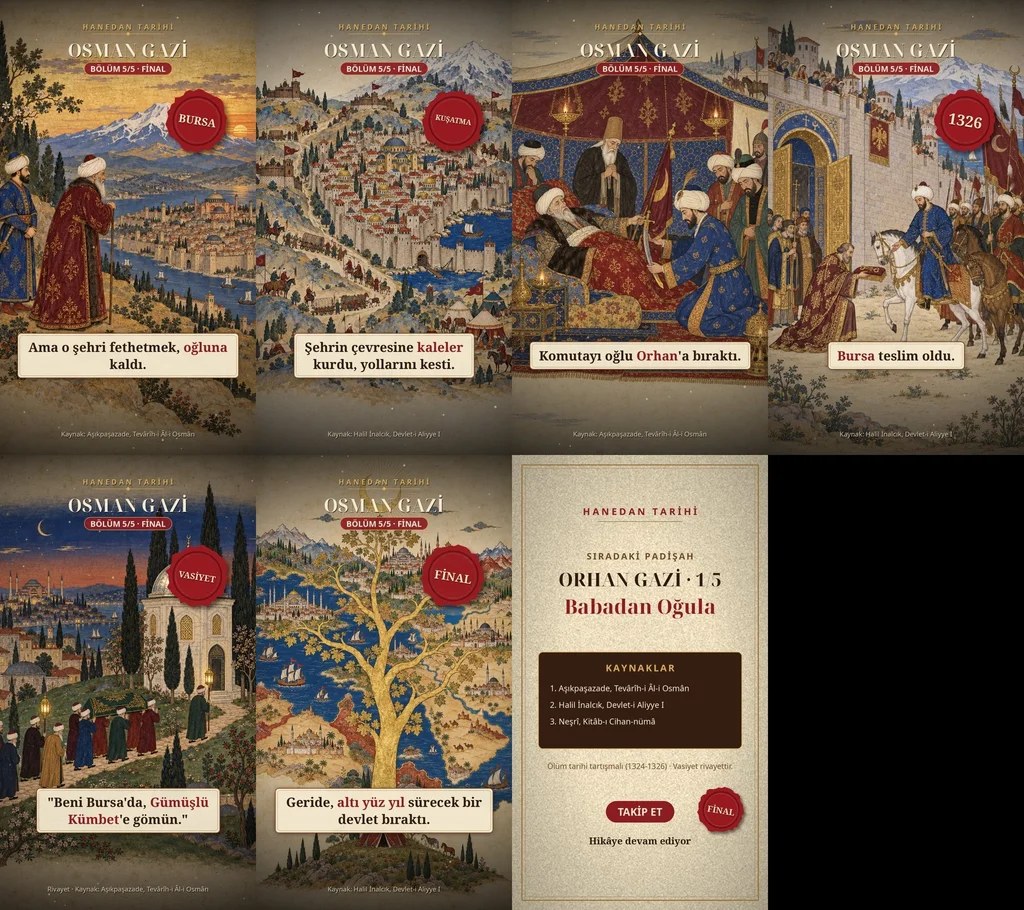 HANEDAN TARİHİ
OSMAN GAZİ
BÖLÜM 5/5 · FİNAL
BURSA
Ama o şehri fethetmek, oğluna
kaldı.
Kaynak: Aşıkpaşazade, Tevârîh-i Âl-i Osmân
HANEDAN TARİHİ
OSMAN GAZİ
BÖLÜM 5/5 · FİNAL
KUŞATMA
Şehrin çevresine kaleler
kurdu, yollarını kesti.
Kaynak: Halil İnalcık, Devlet-i Aliyye I
HANEDAN TARİHİ
OSMAN GAZİ
BÖLÜM 5/5 · FİNAL
Komutayı oğlu Orhan'a bıraktı.
Kaynak: Aşıkpaşazade, Tevârîh-i Âl-i Osmân
HANEDAN TARİHİ
OSMAN GAZİ
BÖLÜM 5/5 · FİNAL
1326
Bursa teslim oldu.
Kaynak: Halil İnalcık, Devlet-i Aliyye I
HANEDAN TARİHİ
OSMAN GAZİ
BÖLÜM 5/5 · FİNAL
VASİYET
"Beni Bursa'da, Gümüşlü
Kümbet'e gömün."
Rivayet · Kaynak: Aşıkpaşazade, Tevârîh-i Âl-i Osmân
HANEDAN TARİHİ
OSMAN GAZİ
BÖLÜM 5/5 · FİNAL
FİNAL
Geride, altı yüz yıl sürecek bir
devlet bıraktı.
Kaynak: Halil İnalcık, Devlet-i Aliyye I
HANEDAN TARİHİ
SIRADAKİ PADİŞAH
ORHAN GAZİ · 1/5
Babadan Oğula
KAYNAKLAR
1. Aşıkpaşazade, Tevârîh-i Âl-i Osmân
2. Halil İnalcık, Devlet-i Aliyye I
3. Neşrî, Kitâb-ı Cihan-nümâ
Ölüm tarihi tartışmalı (1324-1326) · Vasiyet rivayettir.
TAKİP ET
FİNAL
Hikâye devam ediyor